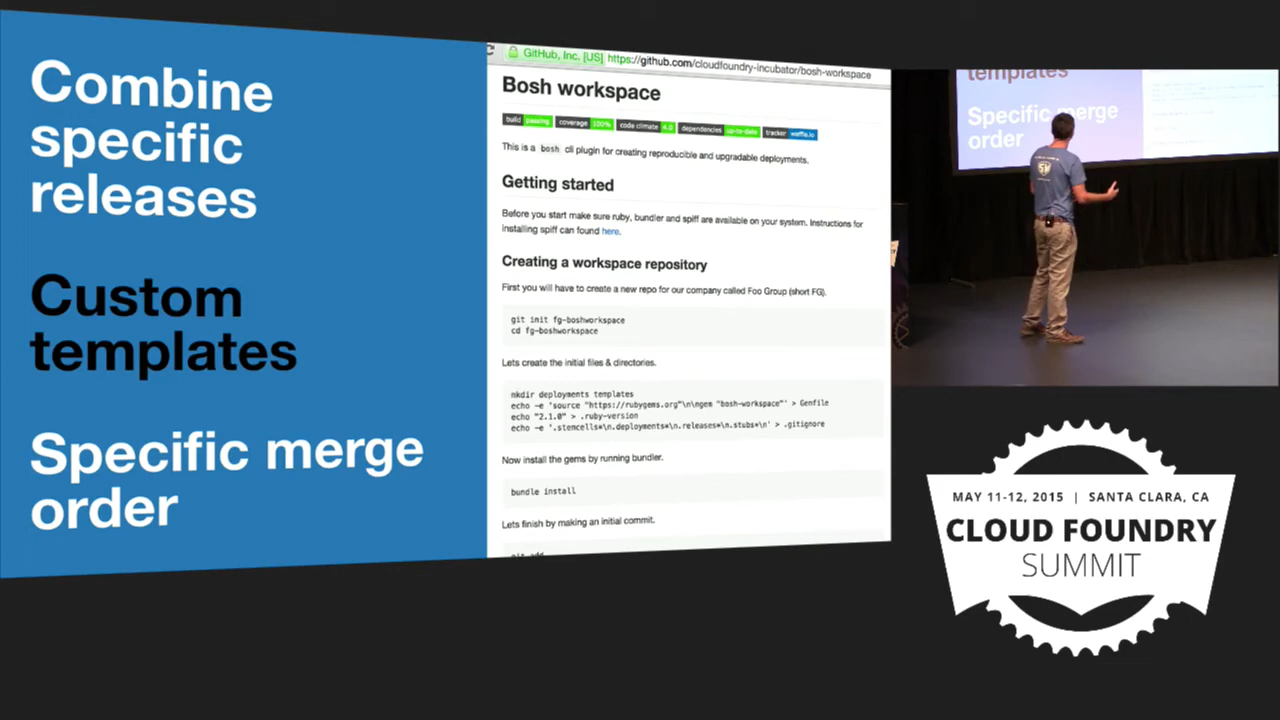 Combine
specific
releases
Custom
templates
Specific merge
order
GitHub, Inc. [US] https://github.com/cloudfoundry-incubator/bosh-workspace
Bosh workspace
build passing coverage 100% code climate 4.0 dependencies up-to-date tracker waffle.io
This is a bosh cli plugin for creating reproducible and upgradable deployments.
Getting started
Before you start make sure ruby, bundler and spiff are available on your system. Instructions for
installing spiff can found here.
Creating a workspace repository
First you will have to create a new repo for our company called Foo Group (short FG).
git init fg-boshworkspace
cd fg-boshworkspace
Lets create the initial files & directories.
mkdir deployments templates
echo -e 'source "https://rubygems.org"\n\ngem "bosh-workspace"' > Gemfile
echo "2.1.0" > .ruby-version
echo -e '.stemcells*\n.deployments*\n.releases*\n.stubs*\n' > .gitignore
Now install the gems by running bundler.
bundle install
Lets finish by making an initial commit.
git add
templates
Specific merge
order
MAY 11-12, 2015 | SANTA CLARA, CA
CLOUD FOUNDRY
SUMMIT